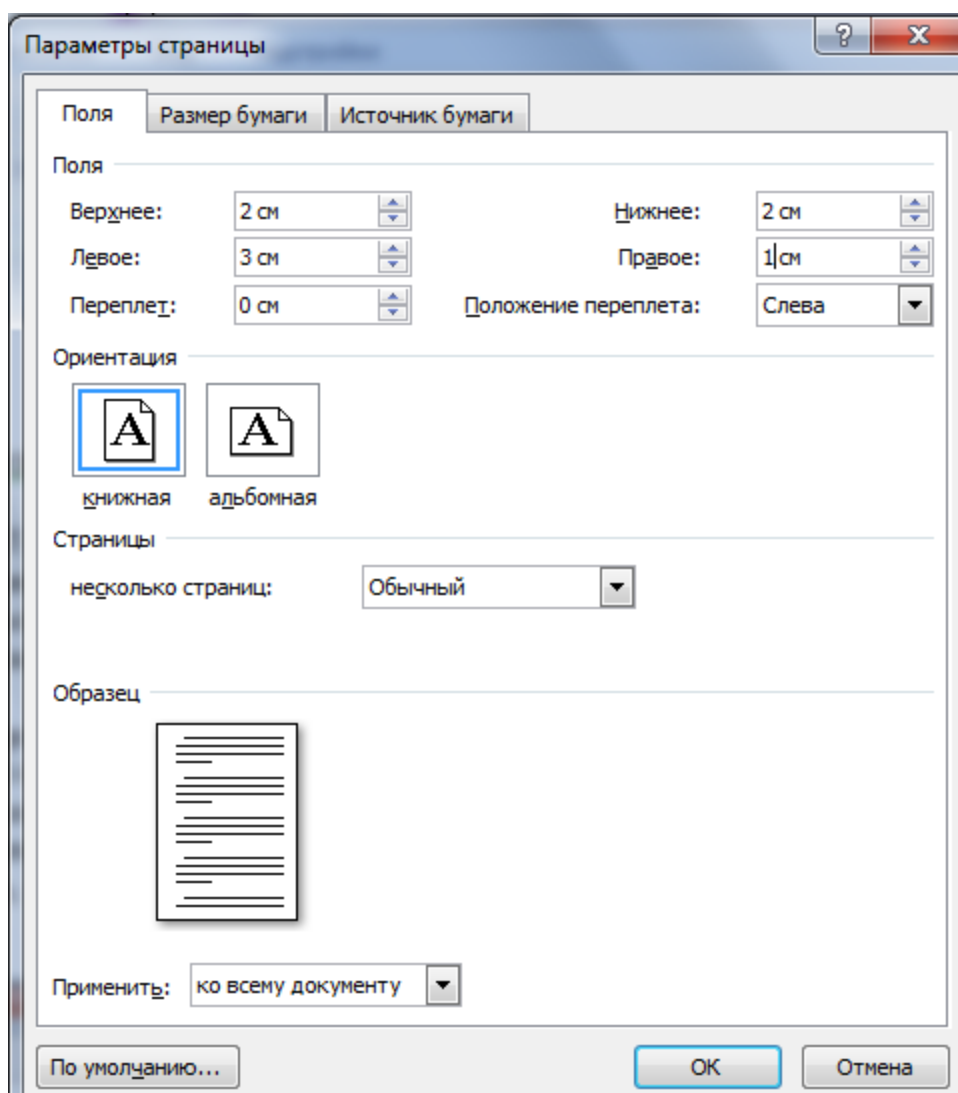 Параметры страницы
Поля Размер бумаги Источник бумаги
Поля
Верхнее: 2 см Нижнее: 2 см
Левое: 3 см Правое: 1 см
Переплет: 0 см Положение переплета: Слева
Ориентация
A A
книжная альбомная
Страницы
несколько страниц: Обычный
Образец
Применить: ко всему документу
По умолчанию... ОК Отмена